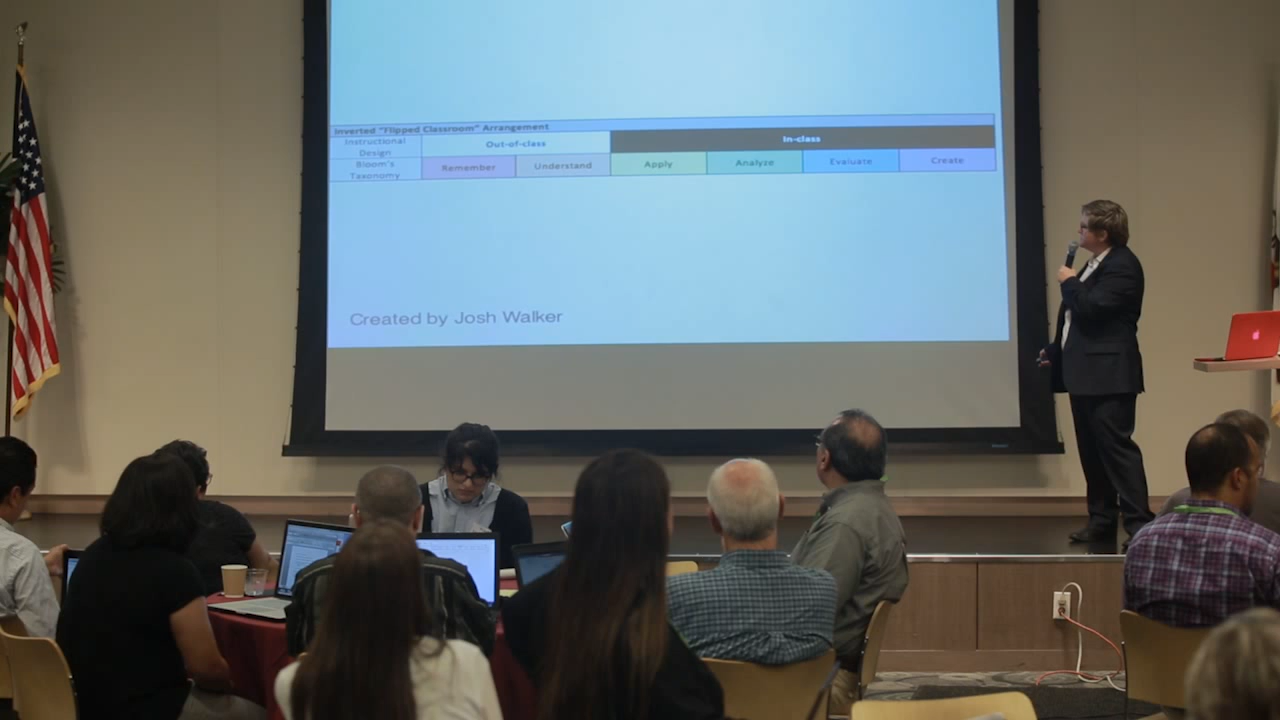 Inverted "Flipped Classroom" Arrangement
Instructional Design Out-of-class In-class
Bloom's Taxonomy Remember Understand Apply Analyze Evaluate Create
Created by Josh Walker